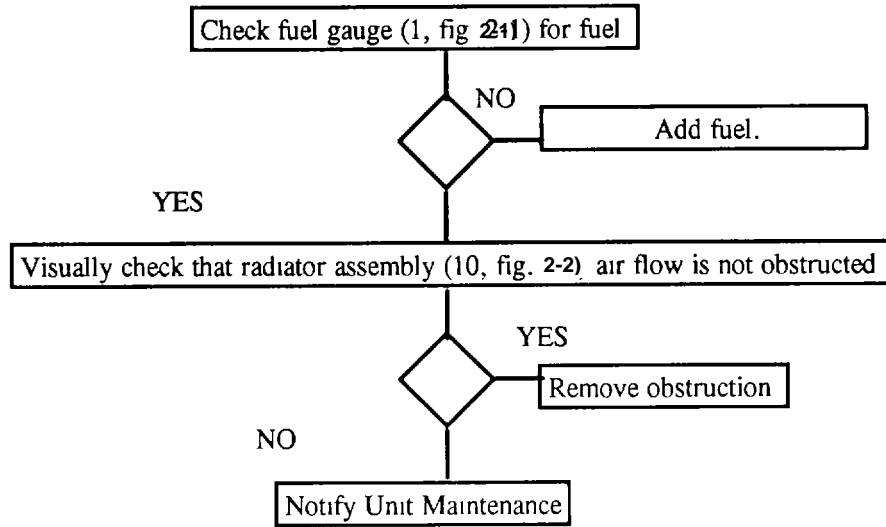 Check fuel gauge (1, fig 2-1) for fuel
NO
Add fuel.
YES
Visually check that radiator assembly (10, fig. 2-2) air flow is not obstructed
YES
Remove obstruction
NO
Notify Unit Maintenance